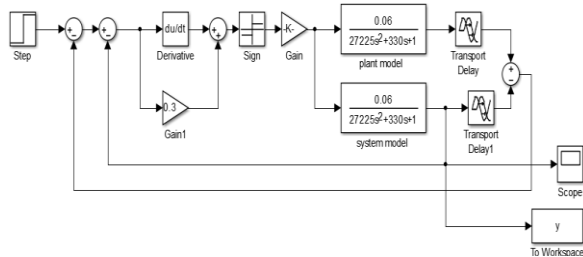 Step
du/dt
Derivative
Sign
-K-
Gain
0.06
27225s²+330s+1
plant model
Transport
Delay
0.3
Gain1
0.06
27225s²+330s+1
system model
Transport
Delay1
Scope
y
To Workspace